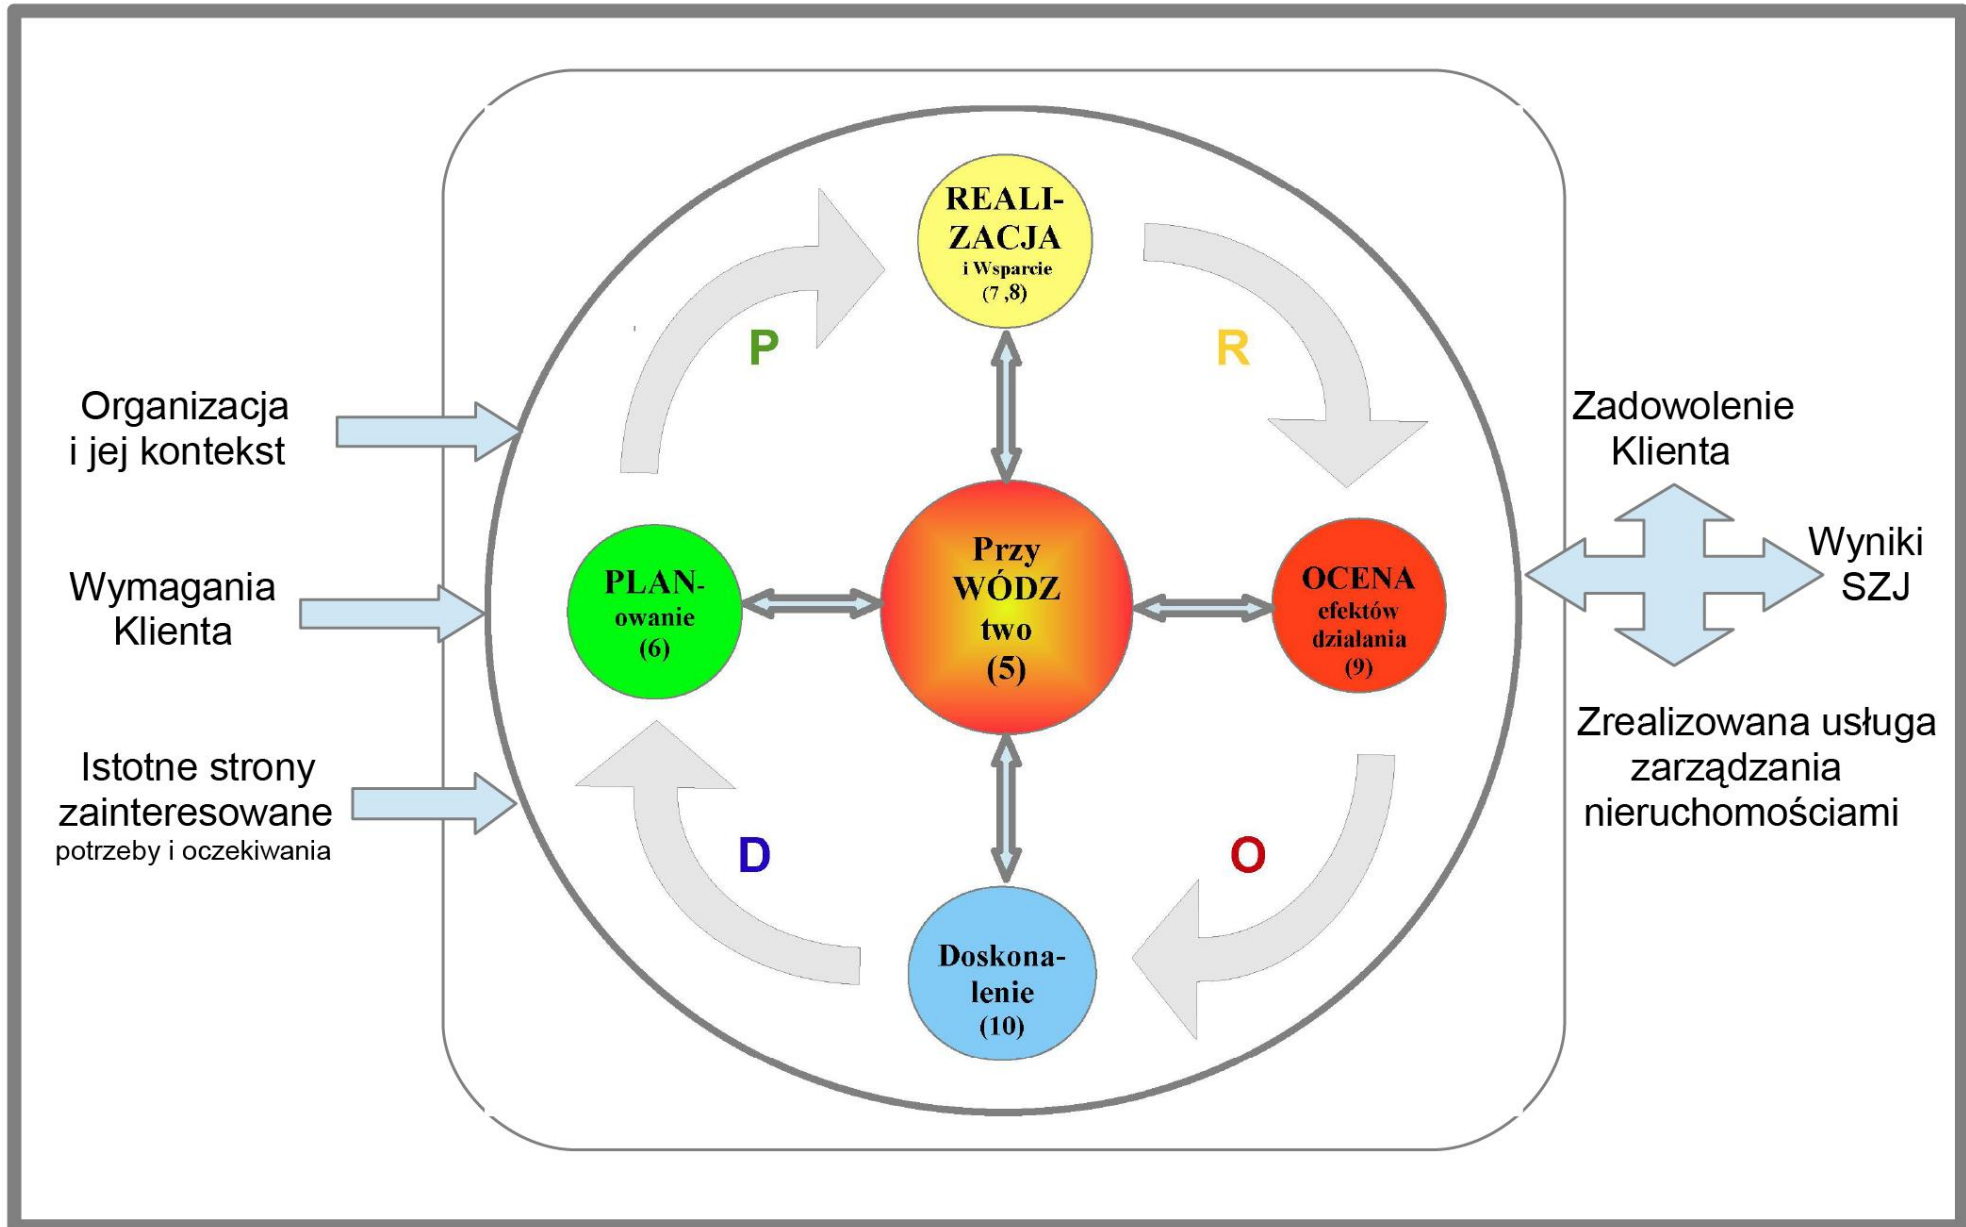 Organizacja
i jej kontekst
Wymagania
Klienta
Istotne strony
zainteresowane
potrzeby i oczekiwania
P
R
D
O
REALI-
ZACJA
i Wsparcie
(7 ,8)
PLAN-
owanie
(6)
Przy
WÓDZ
two
(5)
OCENA
efektów
działania
(9)
Doskona-
lenie
(10)
Zadowolenie
Klienta
Wyniki
SZJ
Zrealizowana usługa
zarządzania
nieruchomościami